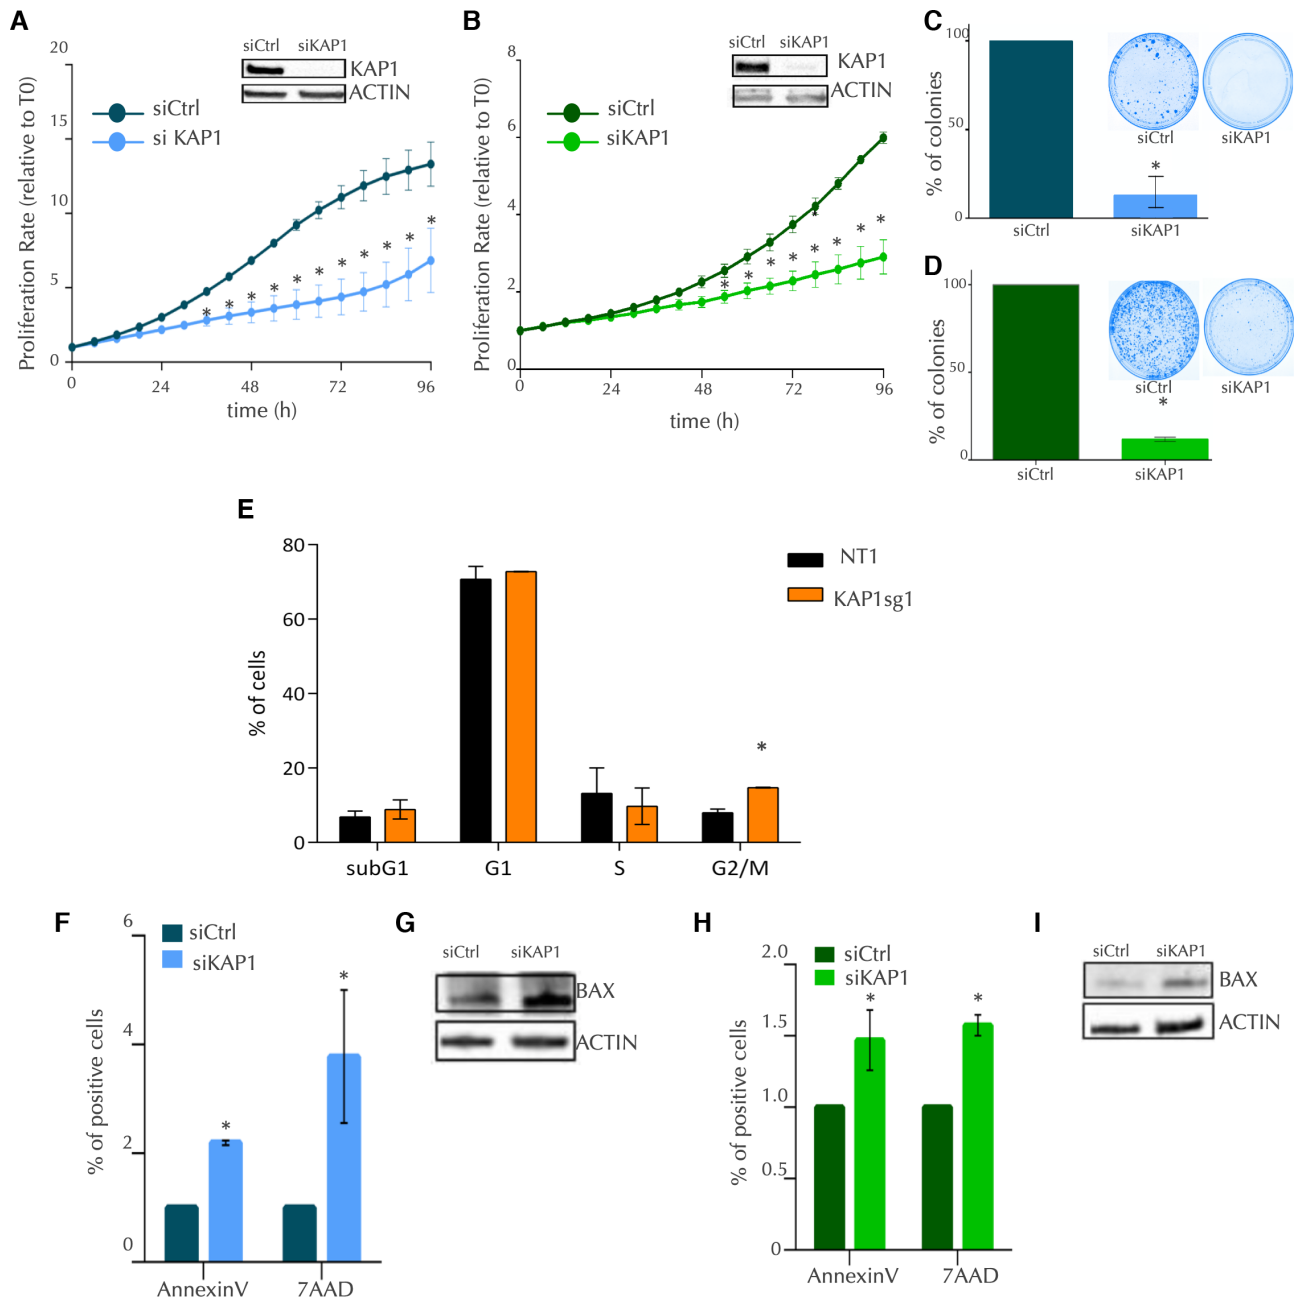 A
20
15
10
5
0
Proliferation Rate (relative to T0)
siCtrl
si KAP1
siCtrl siKAP1
KAP1
ACTIN
*
*
*
*
*
*
*
*
*
*
*
0 24 48 72 96
time (h)
B
8
6
4
2
0
Proliferation Rate (relative to T0)
siCtrl
siKAP1
siCtrl siKAP1
KAP1
ACTIN
*
*
*
*
*
*
*
*
*
0 24 48 72 96
time (h)
C
100
50
0
% of colonies
siCtrl siKAP1
*
siCtrl siKAP1
D
100
50
0
% of colonies
siCtrl siKAP1
*
siCtrl siKAP1
E
80
60
40
20
0
% of cells
NT1
KAP1sg1
*
subG1 G1 S G2/M
F
6
4
2
0
% of positive cells
siCtrl
siKAP1
*
*
AnnexinV 7AAD
G
siCtrl siKAP1
BAX
ACTIN
H
2.0
1.5
1.0
0.5
0
% of positive cells
siCtrl
siKAP1
* *
AnnexinV 7AAD
I
siCtrl siKAP1
BAX
ACTIN